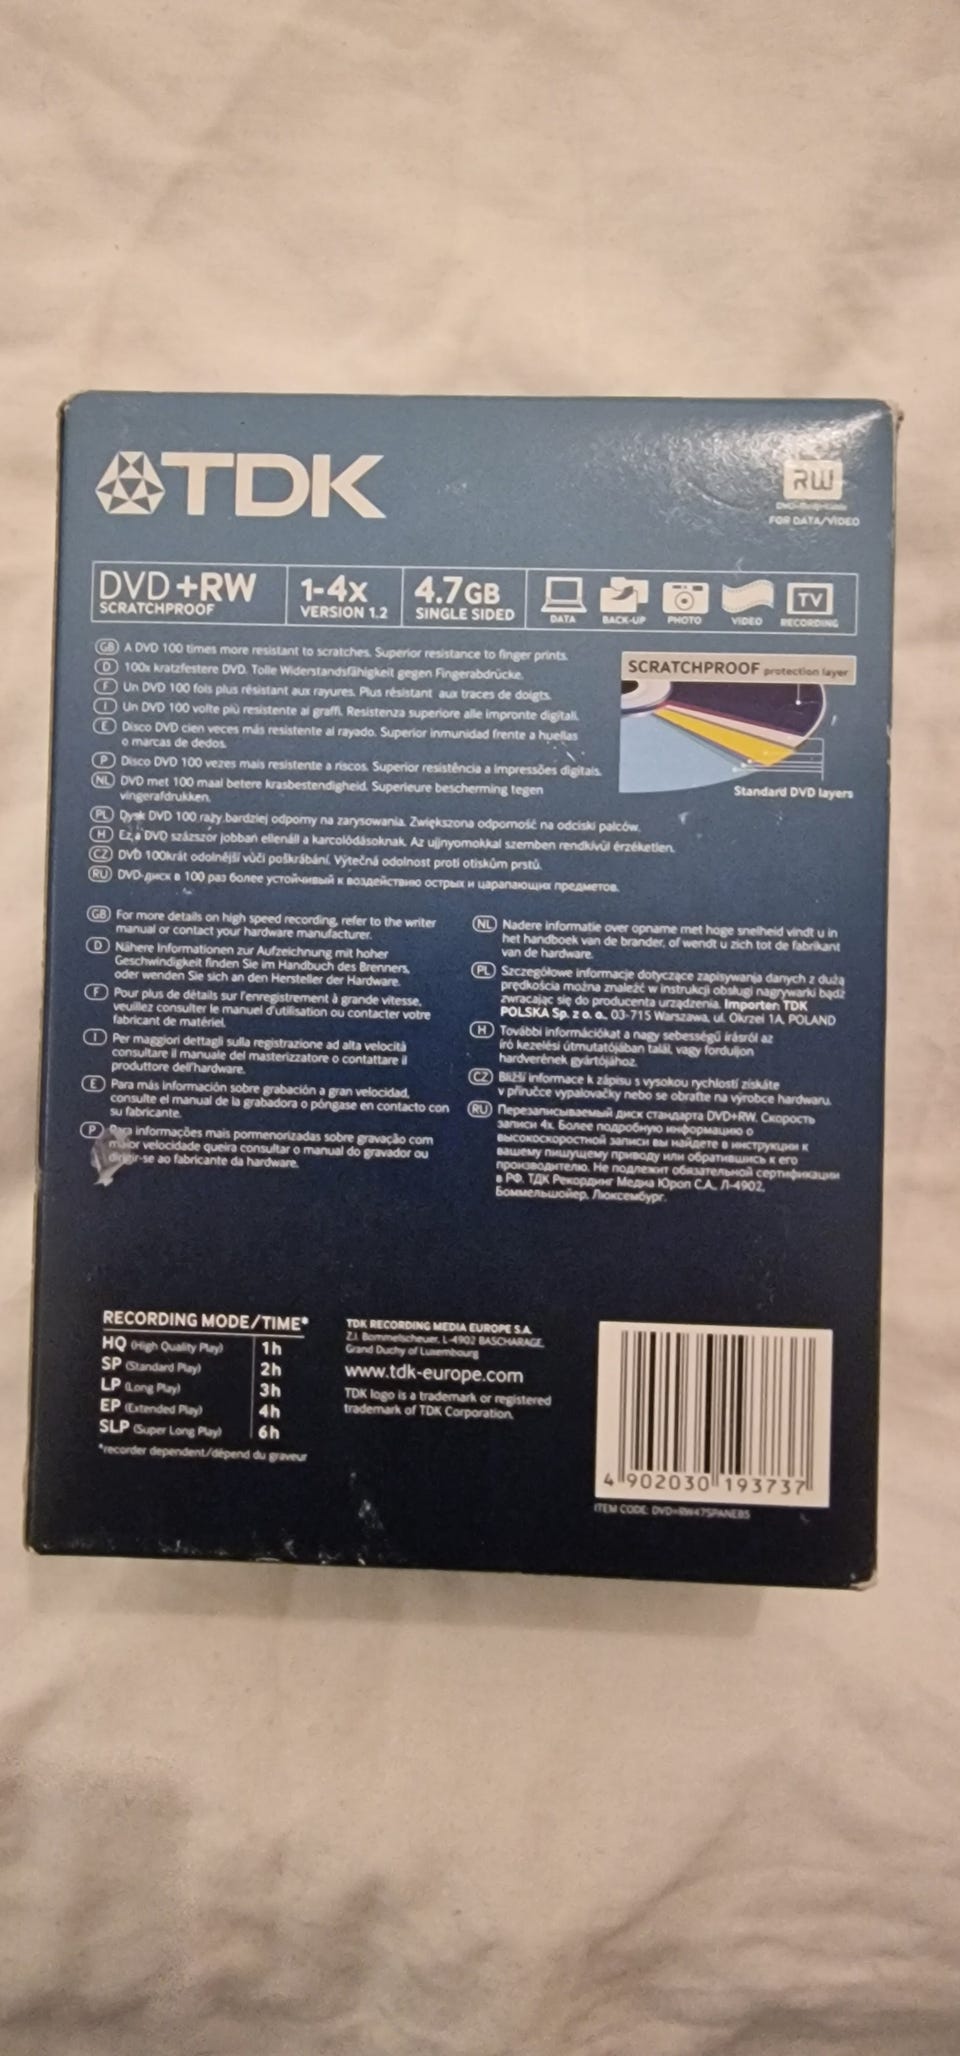 TDK
RW
FOR DATA/VIDEO
DVD+RW
SCRATCHPROOF
1-4x
VERSION 1.2
4.7GB
SINGLE SIDED
DATA
BACK-UP
PHOTO
VIDEO
TV
RECORDING
GB A DVD 100 times more resistant to scratches. Superior resistance to finger prints.
D 100x kratzfestere DVD. Tolle Widerstandsfähigkeit gegen Fingerabdrücke.
F Un DVD 100 fois plus résistant aux rayures. Plus résistant aux traces de doigts.
I Un DVD 100 volte più resistente ai graffi. Resistenza superiore alle impronte digitali.
E Disco DVD cien veces más resistente al rayado. Superior inmunidad frente a huellas
o marcas de dedos.
P Disco DVD 100 vezes mais resistente a riscos. Superior resistência a impressões digitais.
NL DVD met 100 maal betere krasbestendigheid. Superieure bescherming tegen
vingerafdrukken.
PL Dysk DVD 100 razy bardziej odporny na zarysowania. Zwiększona odporność na odciski palców.
H Ez a DVD százszor jobban ellenáll a karcolódásoknak. Az ujjnyomokkal szemben rendkívül érzéketlen.
CZ DVD 100krát odolnější vůči poškrábání. Výtečná odolnost proti otiskům prstů.
RU DVD-диск в 100 раз более устойчивый к воздействию острых и царапающих предметов.
SCRATCHPROOF protection layer
Standard DVD layers
GB For more details on high speed recording, refer to the writer
manual or contact your hardware manufacturer.
D Nähere Informationen zur Aufzeichnung mit hoher
Geschwindigkeit finden Sie im Handbuch des Brenners,
oder wenden Sie sich an den Hersteller der Hardware.
F Pour plus de détails sur l'enregistrement à grande vitesse,
veuillez consulter le manuel d'utilisation ou contacter votre
fabricant de matériel.
I Per maggiori dettagli sulla registrazione ad alta velocità
consultare il manuale del masterizzatore o contattare il
produttore dell'hardware.
E Para más información sobre grabación a gran velocidad,
consulte el manual de la grabadora o póngase en contacto con
su fabricante.
P Para informações mais pormenorizadas sobre gravação com
maior velocidade queira consultar o manual do gravador ou
dirigir-se ao fabricante da hardware.
NL Nadere informatie over opname met hoge snelheid vindt u in
het handboek van de brander, of wendt u zich tot de fabrikant
van de hardware.
PL Szczegółowe informacje dotyczące zapisywania danych z dużą
prędkością można znaleźć w instrukcji obsługi nagrywarki bądź
zwracając się do producenta urządzenia. Importer: TDK
POLSKA Sp. z o. o., 03-715 Warszawa, ul. Okrzei 1A, POLAND
H További információkat a nagy sebességű írásról az
író kezelési útmutatójában talál, vagy forduljon
hardverének gyártójához.
CZ Bližší informace k zápisu s vysokou rychlostí získáte
v příručce vypalovačky nebo se obraťte na výrobce hardwaru.
RU Перезаписываемый диск стандарта DVD+RW. Скорость
записи 4x. Более подробную информацию о
высокоскоростной записи вы найдете в инструкции к
вашему пишущему приводу или обратившись к его
производителю. Не подлежит обязательной сертификации
в РФ. ТДК Рекординг Медиа Юроп С.А., Л-4902,
Боммельшойер, Люксембург.
RECORDING MODE/TIME*
HQ (High Quality Play) 1h
SP (Standard Play) 2h
LP (Long Play) 3h
EP (Extended Play) 4h
SLP (Super Long Play) 6h
*recorder dependent/dépend du graveur
TDK RECORDING MEDIA EUROPE S.A.
Z.I. Bommelscheuer, L-4902 BASCHARAGE,
Grand Duchy of Luxembourg
www.tdk-europe.com
TDK logo is a trademark or registered
trademark of TDK Corporation.
4 902030 193737
ITEM CODE: DVD+RW47SPANEB5